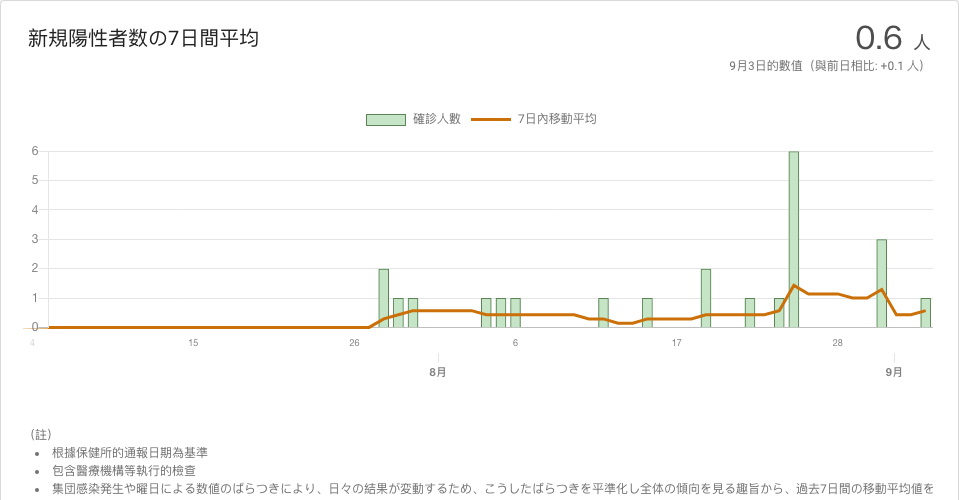 新規陽性者数の7日間平均
0.6 人
9月3日的數值（與前日相比: +0.1 人）
確診人數 7日內移動平均
6
5
4
3
2
1
0
4 15 26 6 17 28
8月 9月
（註）
• 根據保健所的通報日期為基準
• 包含醫療機構等執行的檢查
• 集団感染発生や曜日による数値のばらつきにより、日々の結果が変動するため、こうしたばらつきを平準化し全体の傾向を見る趣旨から、過去7日間の移動平均値を